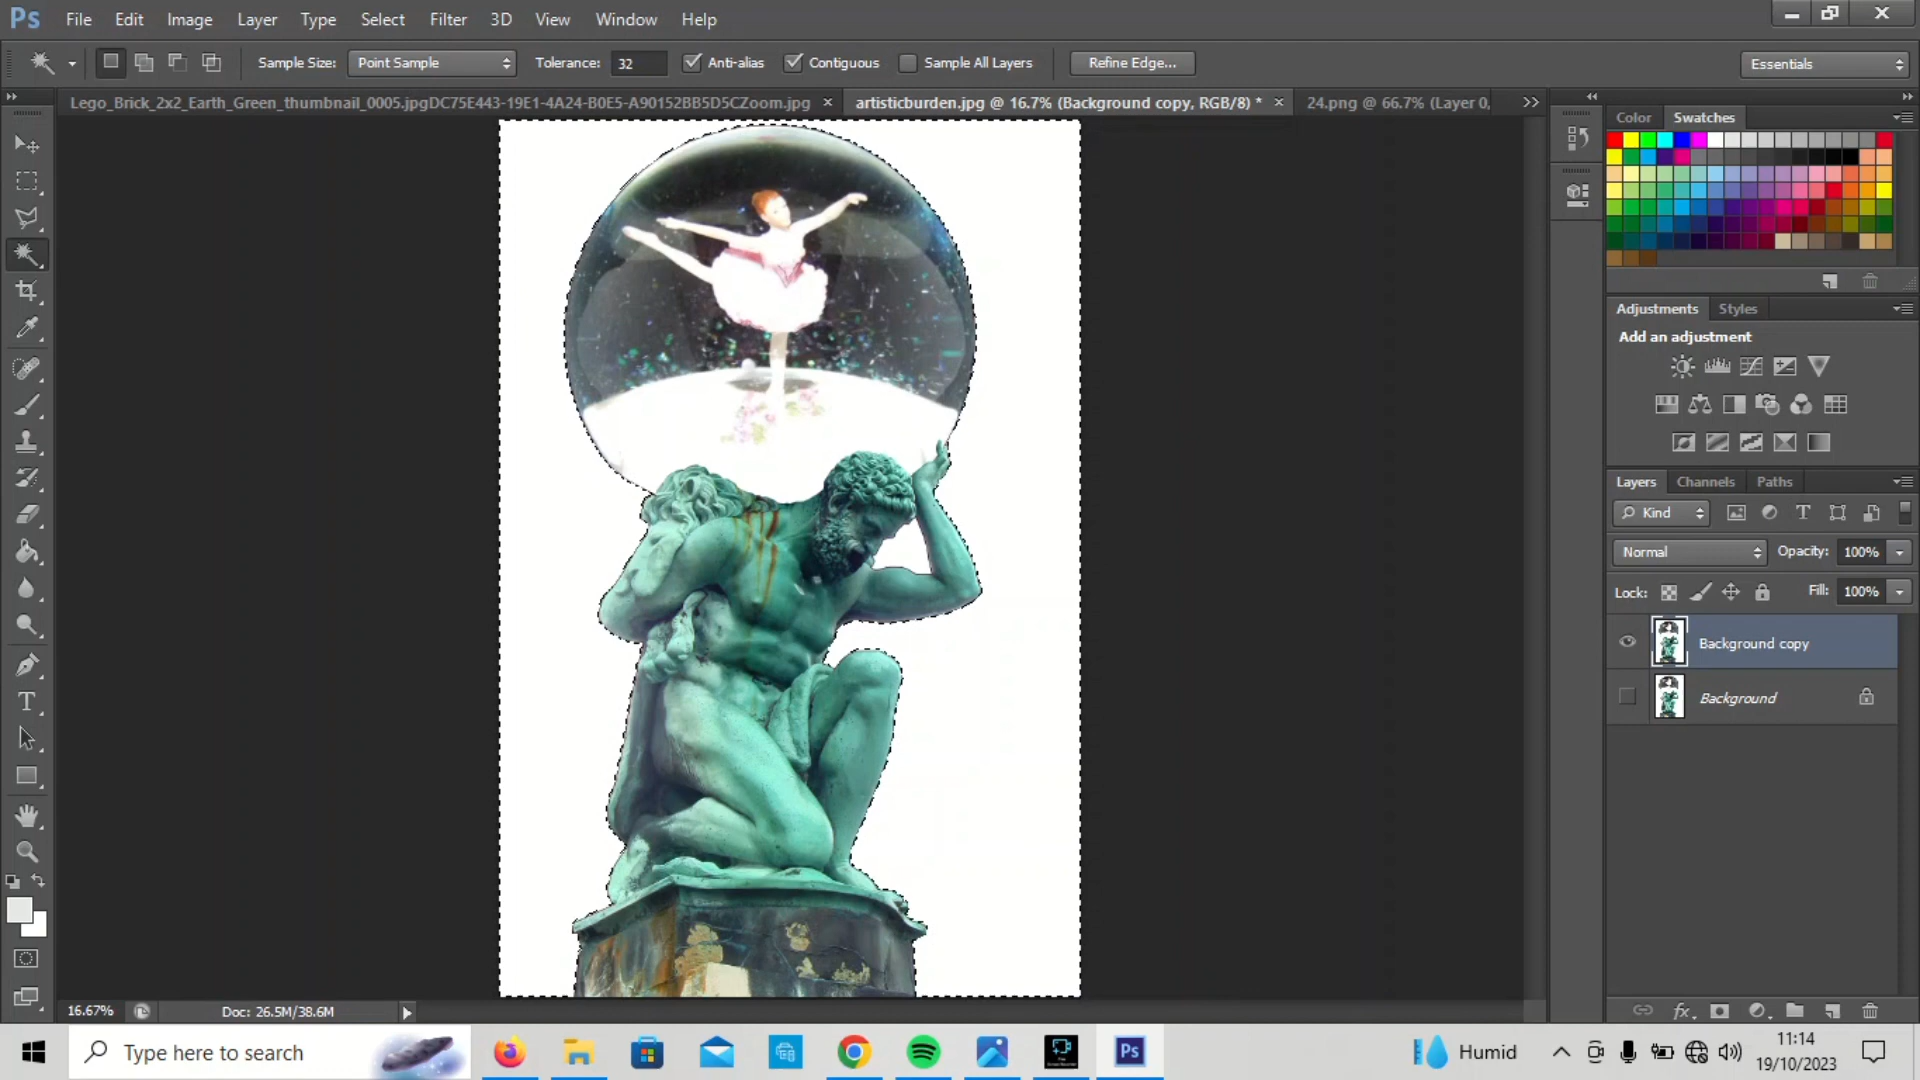 Ps File Edit Image Layer Type Select Filter 3D View Window Help
Sample Size: Point Sample Tolerance: 32 Anti-alias Contiguous Sample All Layers Refine Edge... Essentials
Lego_Brick_2x2_Earth_Green_thumbnail_0005.jpgDC75E443-19E1-4A24-B0E5-A90152BB5D5CZoom.jpg × artisticburden.jpg @ 16.7% (Background copy, RGB/8) * × 24.png @ 66.7% (Layer 0,
Color Swatches
Adjustments Styles
Add an adjustment
Layers Channels Paths
Kind
Normal Opacity: 100%
Lock: Fill: 100%
Background copy
Background
16.67% Doc: 26.5M/38.6M
Type here to search
Ps
Humid
11:14
19/10/2023